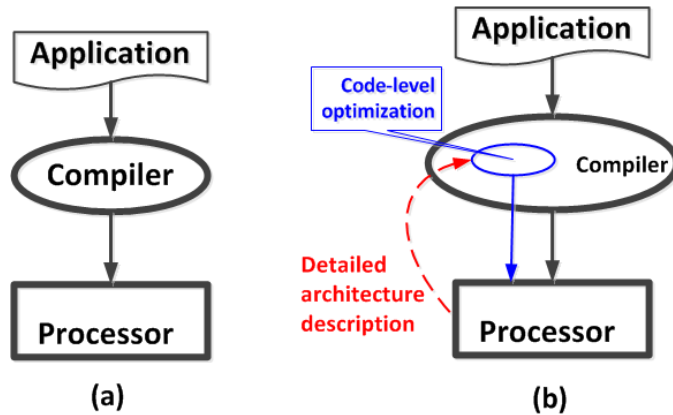 Application
Compiler
Processor
(a)
Application
Code-level
optimization
Compiler
Detailed
architecture
description
Processor
(b)